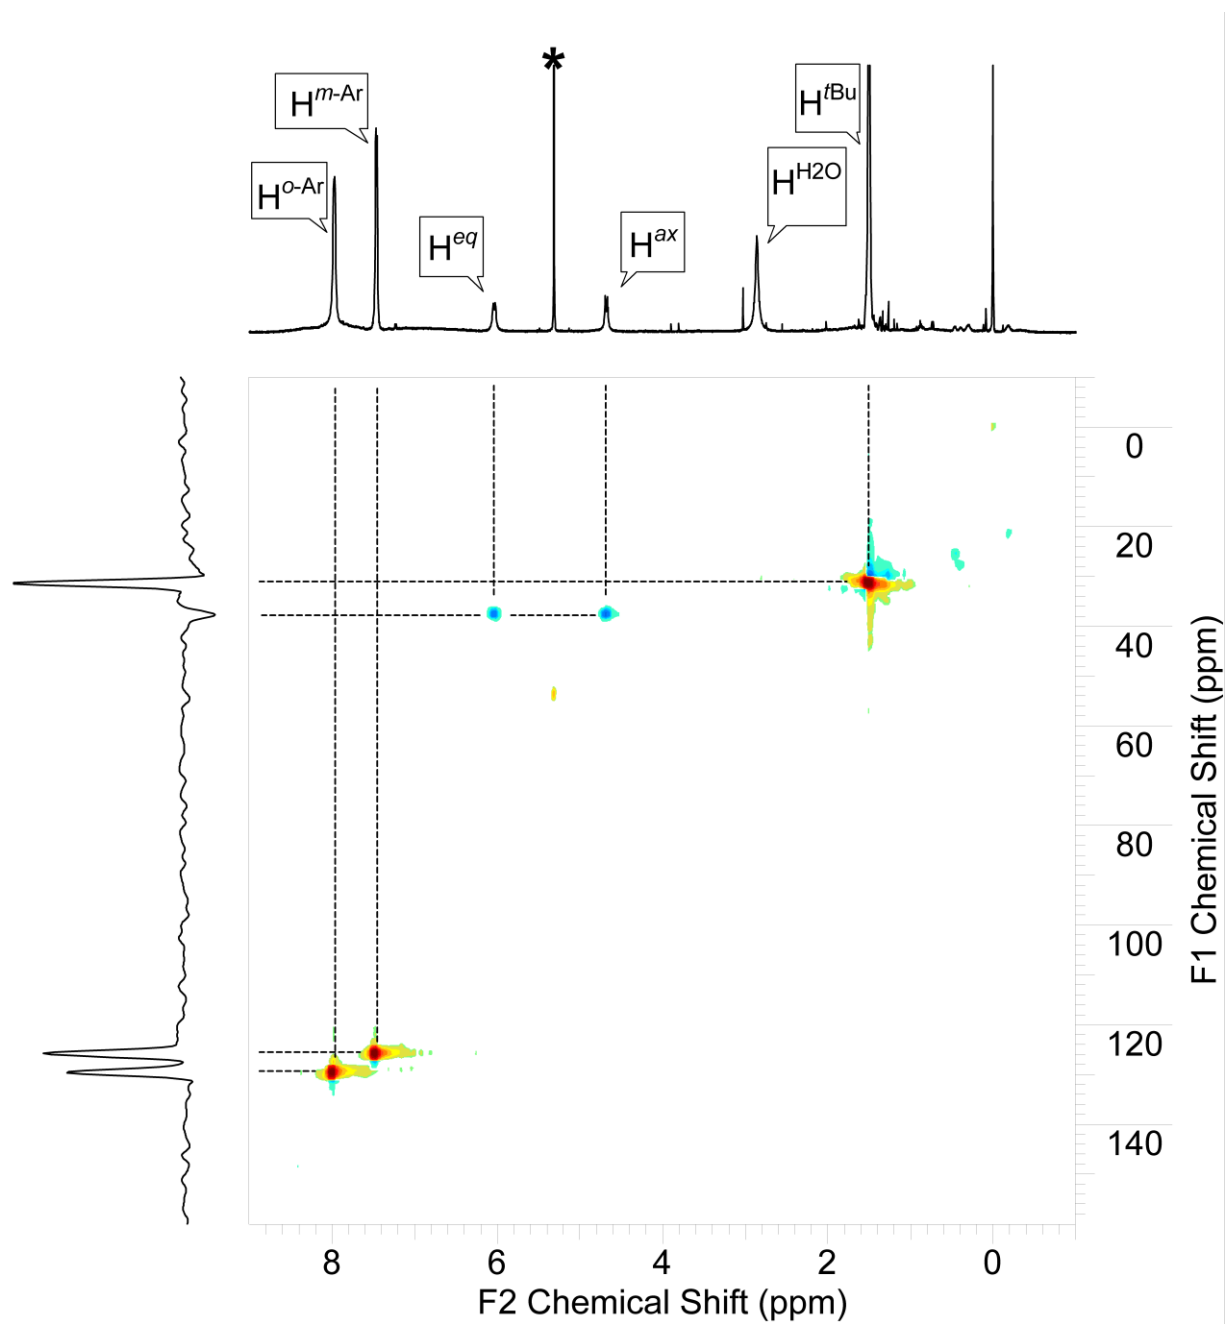 *
H^m-Ar
H^tBu
H^o-Ar
H^H2O
H^eq
H^ax
0
20
40
60
80
100
120
140
F1 Chemical Shift (ppm)
8 6 4 2 0
F2 Chemical Shift (ppm)